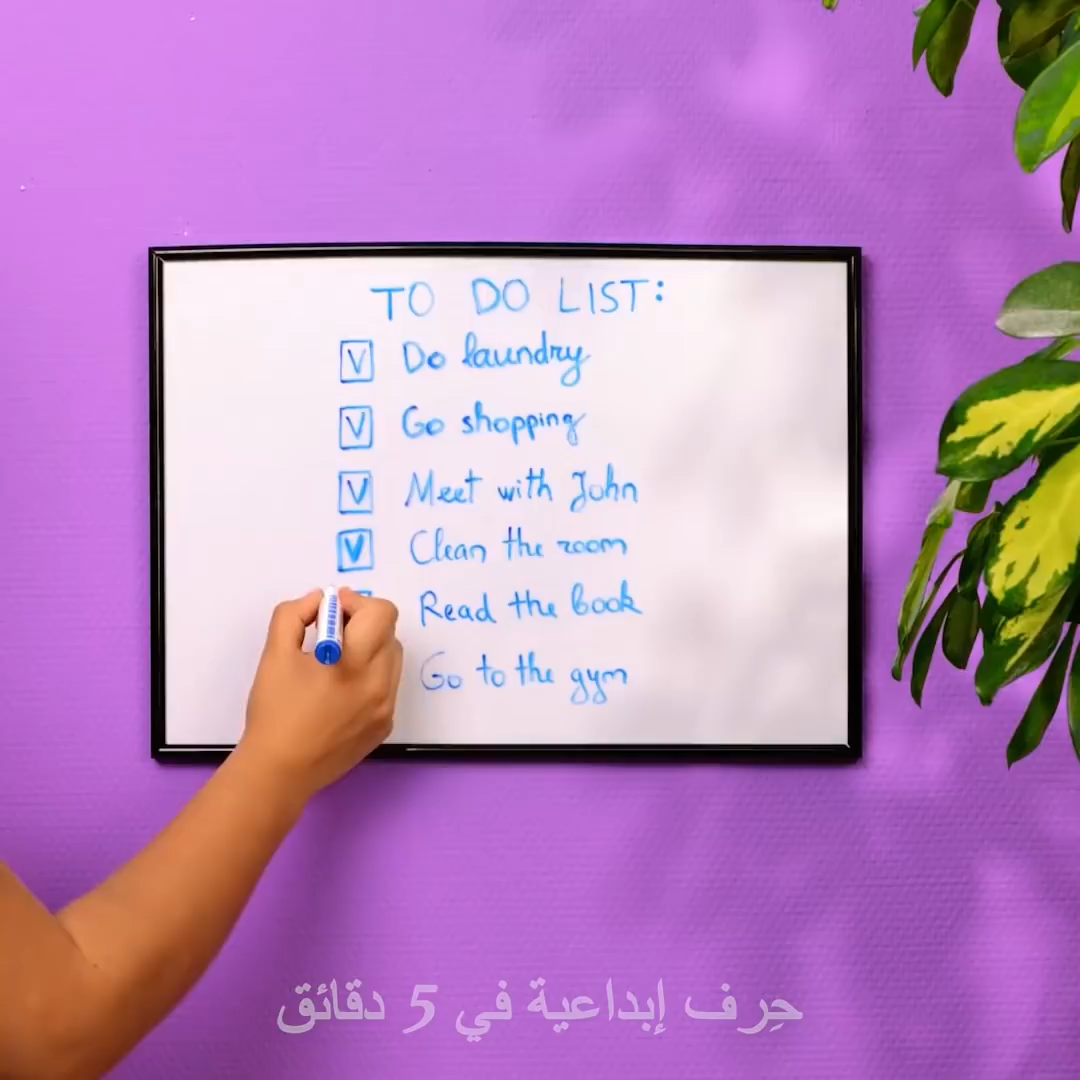 TO DO LIST:
V Do laundry
V Go shopping
V Meet with John
V Clean the room
Read the book
Go to the gym
حِرف إبداعية في 5 دقائق